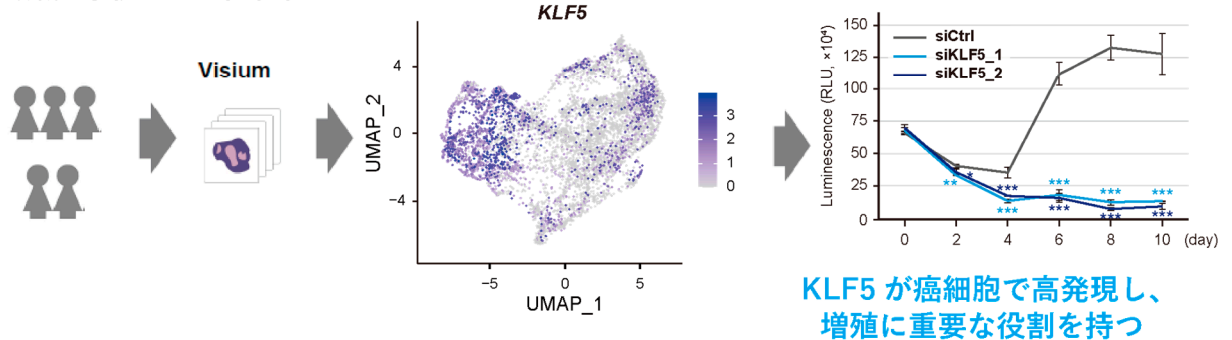 Visium
KLF5
UMAP_2
4
0
−4
−5
0
5
UMAP_1
3
2
1
0
Luminescence (RLU, ×10⁴)
150
125
100
75
50
25
0
siCtrl
siKLF5_1
siKLF5_2
** * *** *** *** ***
*** *** *** ***
0 2 4 6 8 10 (day)
KLF5 が癌細胞で高発現し、
増殖に重要な役割を持つ